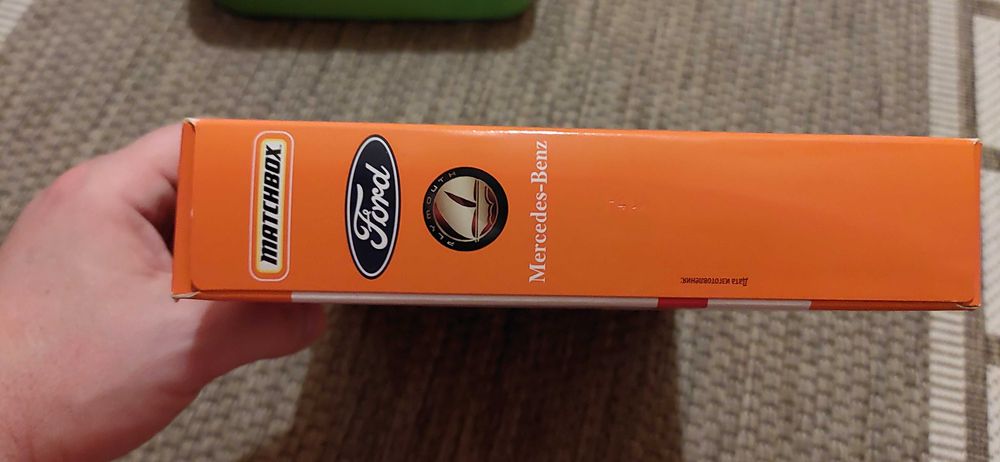 MATCHBOX
Ford
PLYMOUTH
Mercedes-Benz
Дата изготовления: